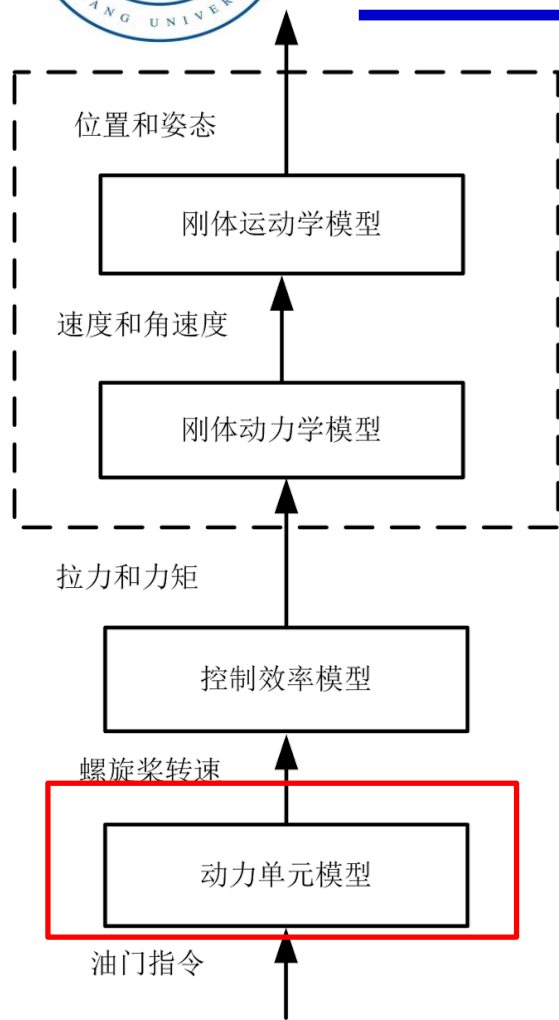 ANG UNIVER
位置和姿态
刚体运动学模型
速度和角速度
刚体动力学模型
拉力和力矩
控制效率模型
螺旋桨转速
动力单元模型
油门指令